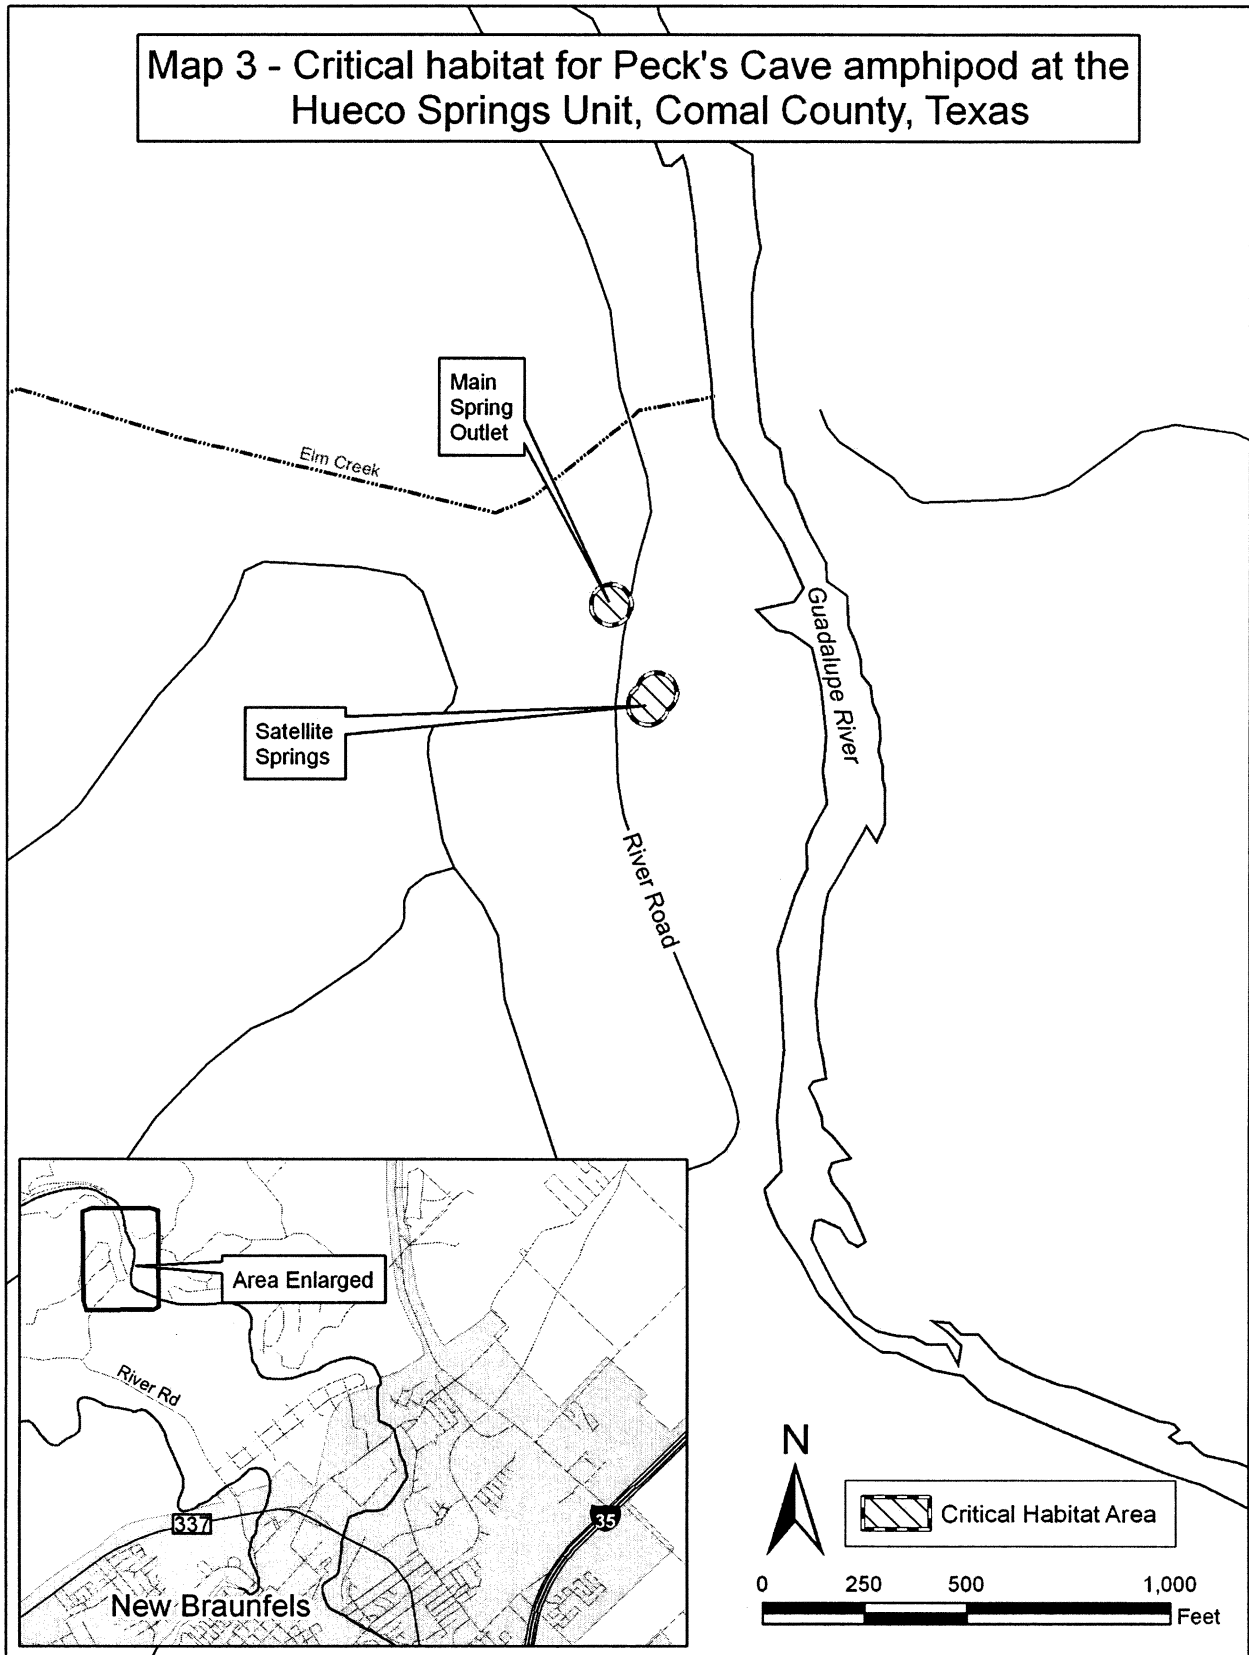 Map 3 - Critical habitat for Peck's Cave amphipod at the
Hueco Springs Unit, Comal County, Texas
Main
Spring
Outlet
Elm Creek
Guadalupe River
Satellite
Springs
River Road
Area Enlarged
River Rd
337
35
New Braunfels
N
Critical Habitat Area
0 250 500 1,000
Feet